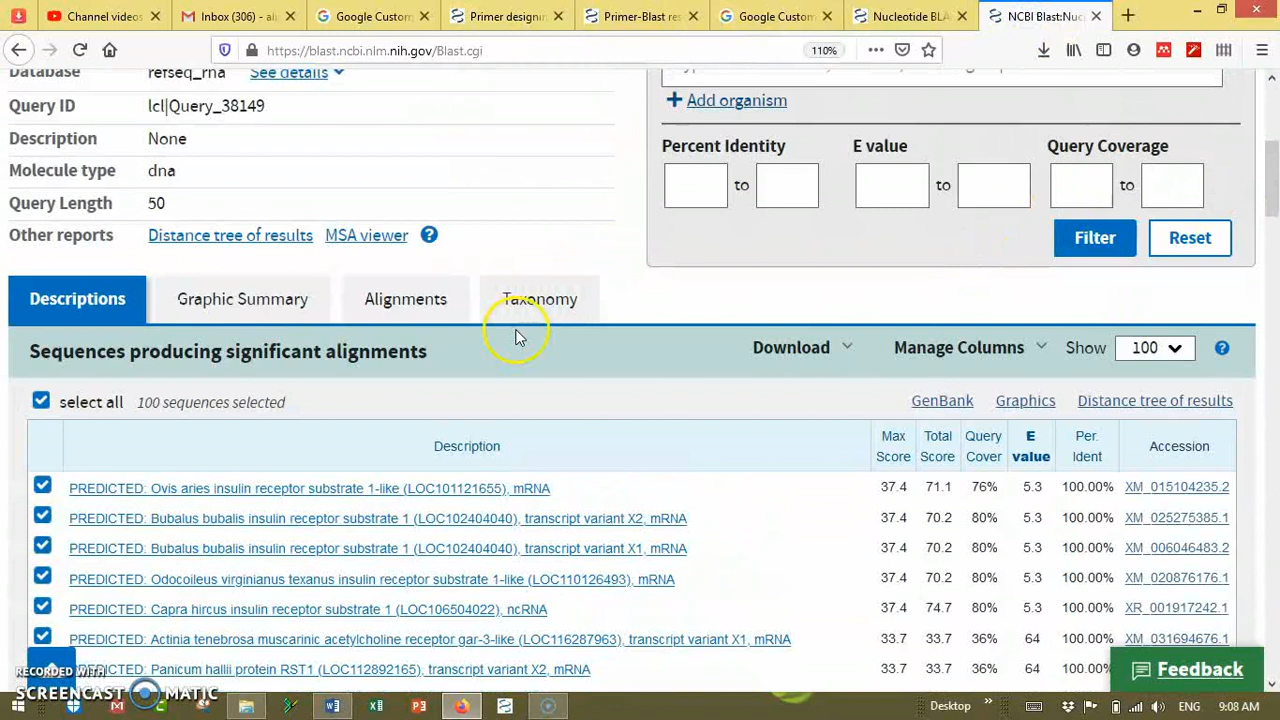 Channel videos
Inbox (306) - ali
Google Custom
Primer designin
Primer-Blast res
Google Custom
Nucleotide BLA
NCBI Blast:Nuc
https://blast.ncbi.nlm.nih.gov/Blast.cgi
110%
Database refseq_rna See details
Query ID lcl|Query_38149
Description None
Molecule type dna
Query Length 50
Other reports Distance tree of results MSA viewer ?
+ Add organism
Percent Identity E value Query Coverage
to to to
Filter Reset
Descriptions Graphic Summary Alignments Taxonomy
Sequences producing significant alignments Download Manage Columns Show 100 ?
select all 100 sequences selected GenBank Graphics Distance tree of results
Description Max Score Total Score Query Cover E value Per. Ident Accession
PREDICTED: Ovis aries insulin receptor substrate 1-like (LOC101121655), mRNA 37.4 71.1 76% 5.3 100.00% XM_015104235.2
PREDICTED: Bubalus bubalis insulin receptor substrate 1 (LOC102404040), transcript variant X2, mRNA 37.4 70.2 80% 5.3 100.00% XM_025275385.1
PREDICTED: Bubalus bubalis insulin receptor substrate 1 (LOC102404040), transcript variant X1, mRNA 37.4 70.2 80% 5.3 100.00% XM_006046483.2
PREDICTED: Odocoileus virginianus texanus insulin receptor substrate 1-like (LOC110126493), mRNA 37.4 70.2 80% 5.3 100.00% XM_020876176.1
PREDICTED: Capra hircus insulin receptor substrate 1 (LOC106504022), ncRNA 37.4 74.7 80% 5.3 100.00% XR_001917242.1
PREDICTED: Actinia tenebrosa muscarinic acetylcholine receptor gar-3-like (LOC116287963), transcript variant X1, mRNA 33.7 33.7 36% 64 100.00% XM_031694676.1
PREDICTED: Panicum hallii protein RST1 (LOC112892165), transcript variant X2, mRNA 33.7 33.7 36% 64 100.00%
Feedback
RECORDED WITH
SCREENCAST MATIC
Desktop ENG 9:08 AM